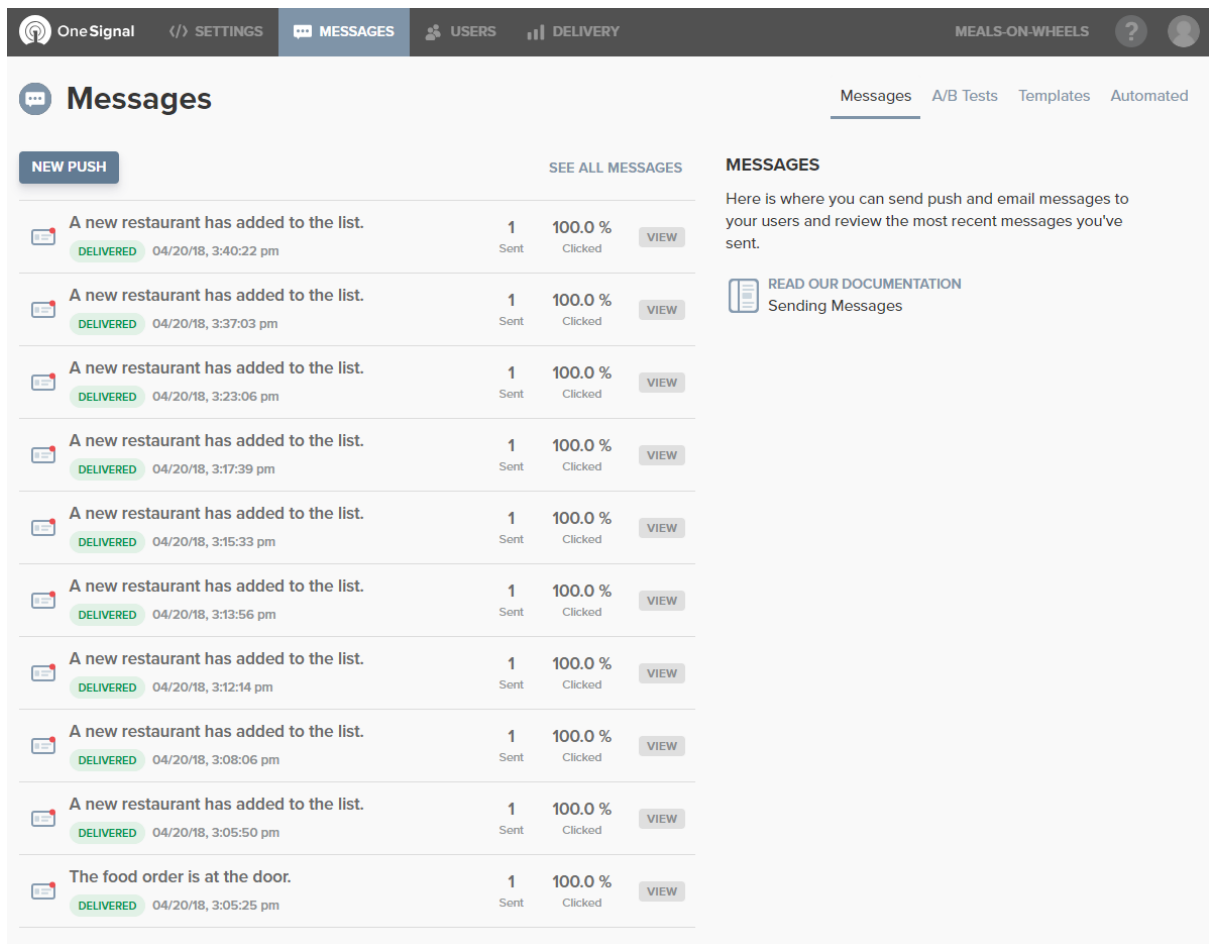 OneSignal </> SETTINGS MESSAGES USERS DELIVERY MEALS-ON-WHEELS ?
Messages
Messages A/B Tests Templates Automated
NEW PUSH SEE ALL MESSAGES
A new restaurant has added to the list.
DELIVERED 04/20/18, 3:40:22 pm
1 Sent
100.0 % Clicked
VIEW
A new restaurant has added to the list.
DELIVERED 04/20/18, 3:37:03 pm
1 Sent
100.0 % Clicked
VIEW
A new restaurant has added to the list.
DELIVERED 04/20/18, 3:23:06 pm
1 Sent
100.0 % Clicked
VIEW
A new restaurant has added to the list.
DELIVERED 04/20/18, 3:17:39 pm
1 Sent
100.0 % Clicked
VIEW
A new restaurant has added to the list.
DELIVERED 04/20/18, 3:15:33 pm
1 Sent
100.0 % Clicked
VIEW
A new restaurant has added to the list.
DELIVERED 04/20/18, 3:13:56 pm
1 Sent
100.0 % Clicked
VIEW
A new restaurant has added to the list.
DELIVERED 04/20/18, 3:12:14 pm
1 Sent
100.0 % Clicked
VIEW
A new restaurant has added to the list.
DELIVERED 04/20/18, 3:08:06 pm
1 Sent
100.0 % Clicked
VIEW
A new restaurant has added to the list.
DELIVERED 04/20/18, 3:05:50 pm
1 Sent
100.0 % Clicked
VIEW
The food order is at the door.
DELIVERED 04/20/18, 3:05:25 pm
1 Sent
100.0 % Clicked
VIEW
MESSAGES
Here is where you can send push and email messages to
your users and review the most recent messages you've
sent.
READ OUR DOCUMENTATION
Sending Messages